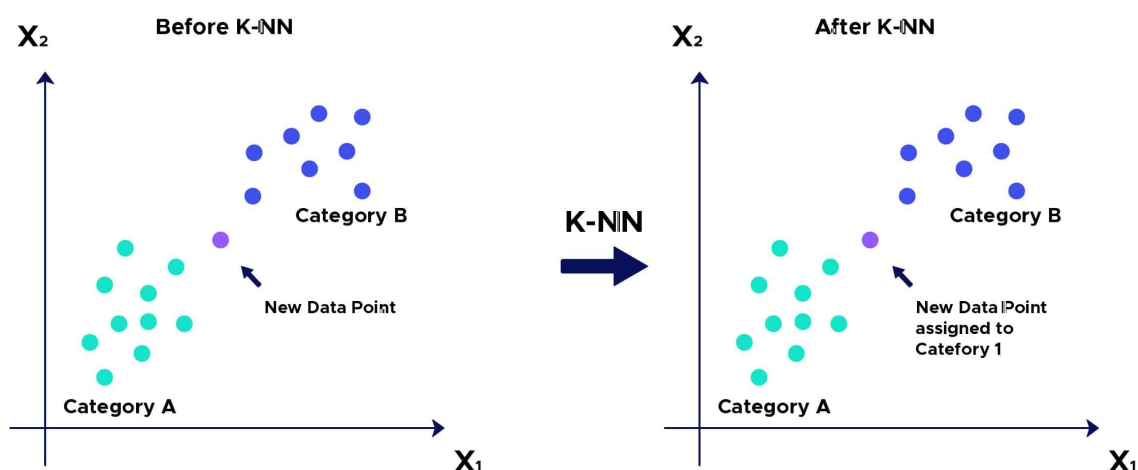 Before K-NN
X₂
Category B
New Data Point
Category A
X₁
K-NN
After K-NN
X₂
Category B
New Data Point
assigned to
Catefory 1
Category A
X₁